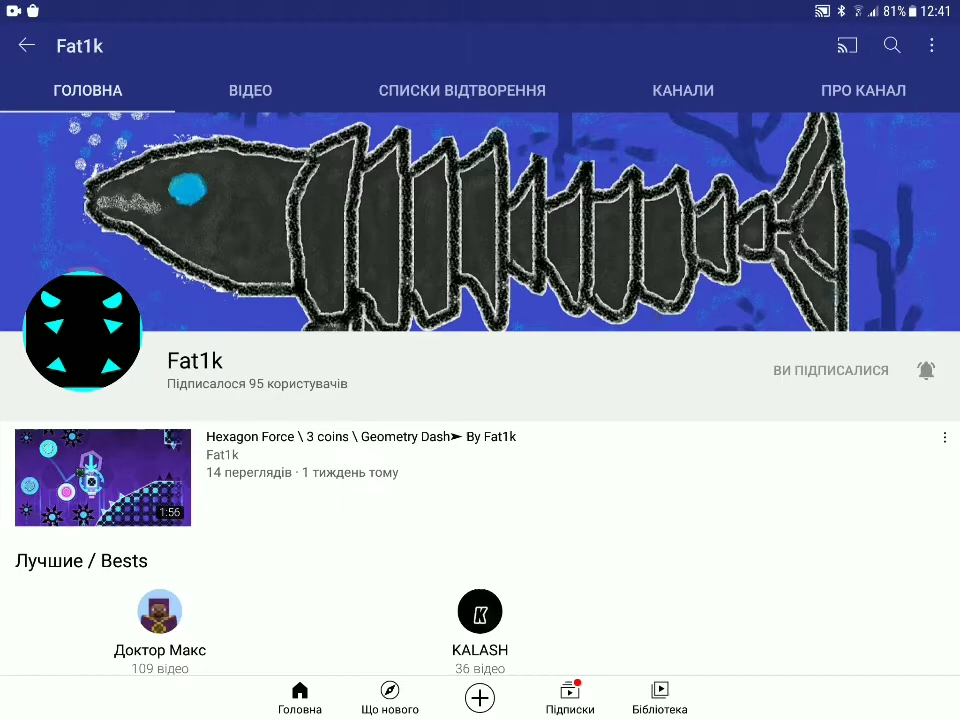 81% 12:41
Fat1k
ГОЛОВНА ВІДЕО СПИСКИ ВІДТВОРЕННЯ КАНАЛИ ПРО КАНАЛ
Fat1k
Підписалося 95 користувачів
ВИ ПІДПИСАЛИСЯ
Hexagon Force \ 3 coins \ Geometry Dash➤ By Fat1k
Fat1k
14 переглядів · 1 тиждень тому
1:56
Лучшие / Bests
K
Доктор Макс KALASH
109 відео 36 відео
Головна Що нового Підписки Бібліотека